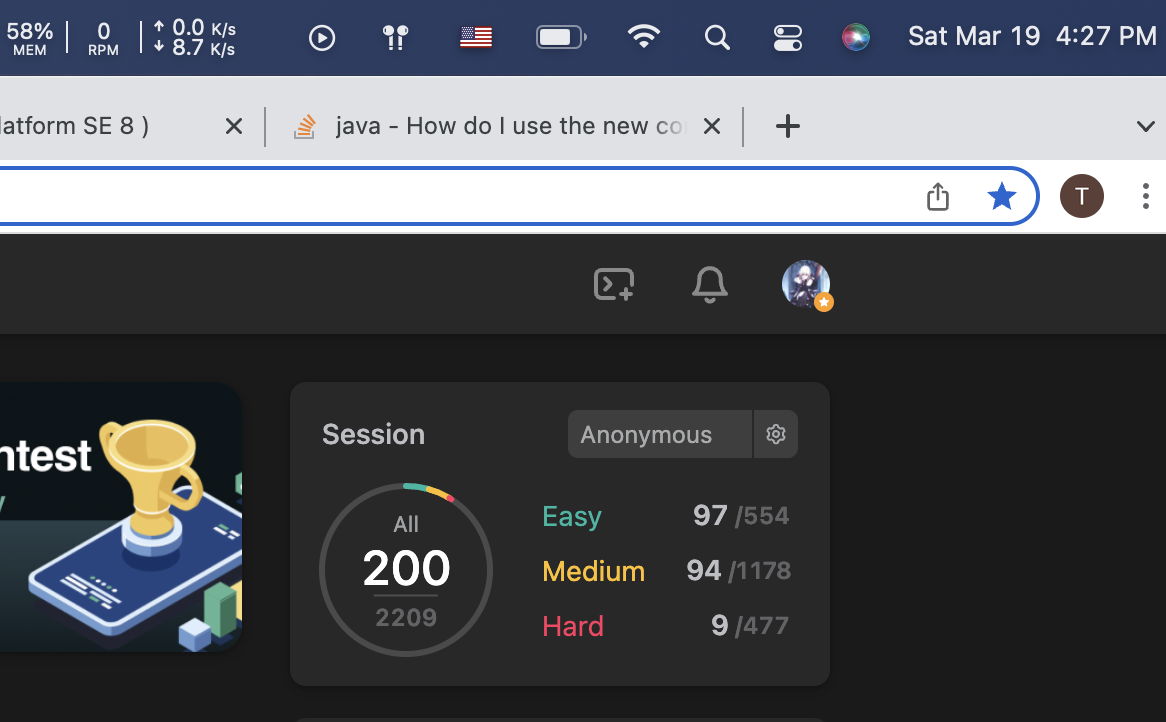 58% 0 0.0 K/s
MEM RPM 8.7 K/s
Sat Mar 19 4:27 PM
latform SE 8 )
java - How do I use the new co
T
ntest
Session
Anonymous
All
200
2209
Easy 97 /554
Medium 94 /1178
Hard 9 /477